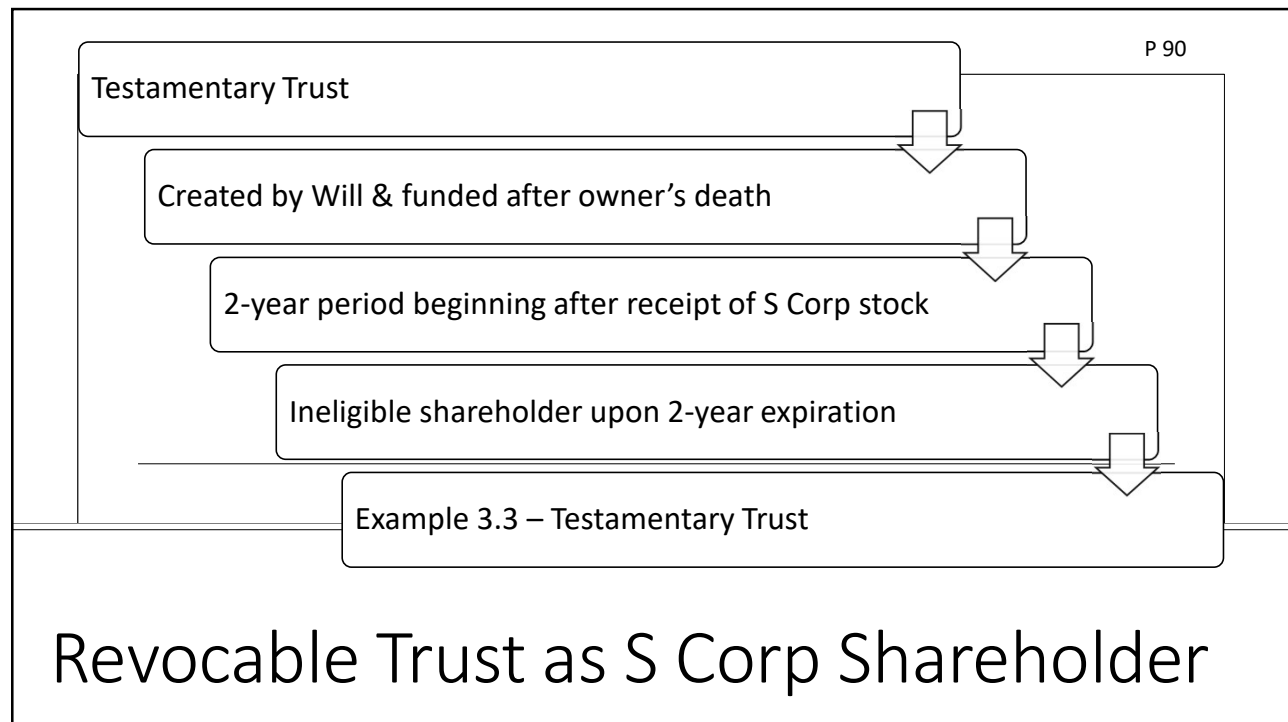 P 90
Testamentary Trust
Created by Will & funded after owner’s death
2-year period beginning after receipt of S Corp stock
Ineligible shareholder upon 2-year expiration
Example 3.3 – Testamentary Trust
Revocable Trust as S Corp Shareholder